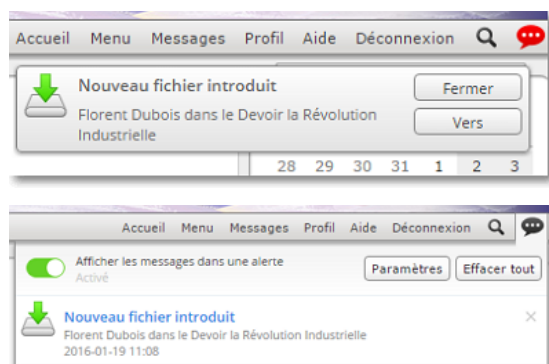 Accueil Menu Messages Profil Aide Déconnexion
Nouveau fichier introduit
Florent Dubois dans le Devoir la Révolution
Industrielle
Fermer
Vers
28 29 30 31 1 2 3
Accueil Menu Messages Profil Aide Déconnexion
Afficher les messages dans une alerte
Activé
Paramètres
Effacer tout
Nouveau fichier introduit
Florent Dubois dans le Devoir la Révolution Industrielle
2016-01-19 11:08